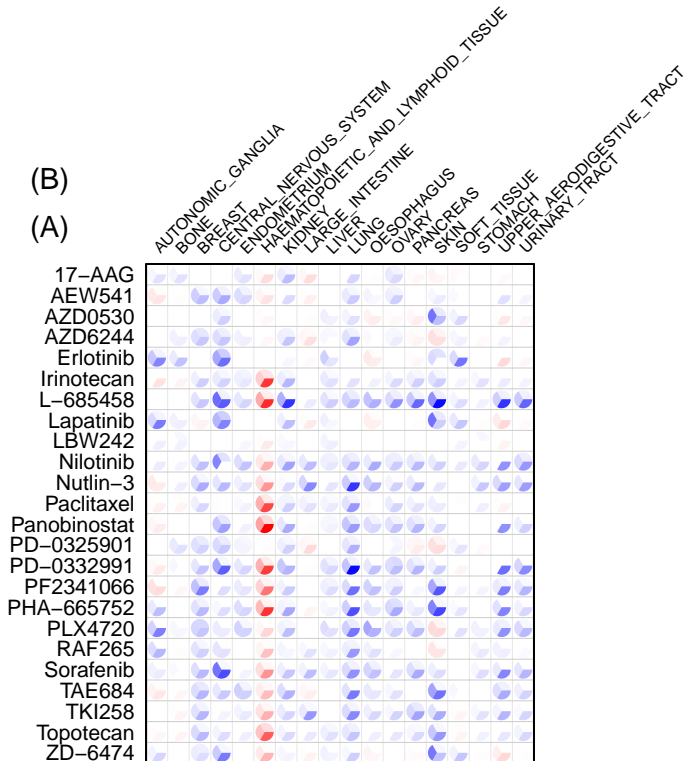 (B)
(A)
AUTONOMIC_GANGLIA
BONE
BREAST
CENTRAL_NERVOUS_SYSTEM
ENDOMETRIUM
HAEMATOPOIETIC_AND_LYMPHOID_TISSUE
KIDNEY
LARGE_INTESTINE
LIVER
LUNG
OESOPHAGUS
OVARY
PANCREAS
SKIN
SOFT_TISSUE
STOMACH
UPPER_AERODIGESTIVE_TRACT
URINARY_TRACT
17−AAG
AEW541
AZD0530
AZD6244
Erlotinib
Irinotecan
L−685458
Lapatinib
LBW242
Nilotinib
Nutlin−3
Paclitaxel
Panobinostat
PD−0325901
PD−0332991
PF2341066
PHA−665752
PLX4720
RAF265
Sorafenib
TAE684
TKI258
Topotecan
ZD−6474